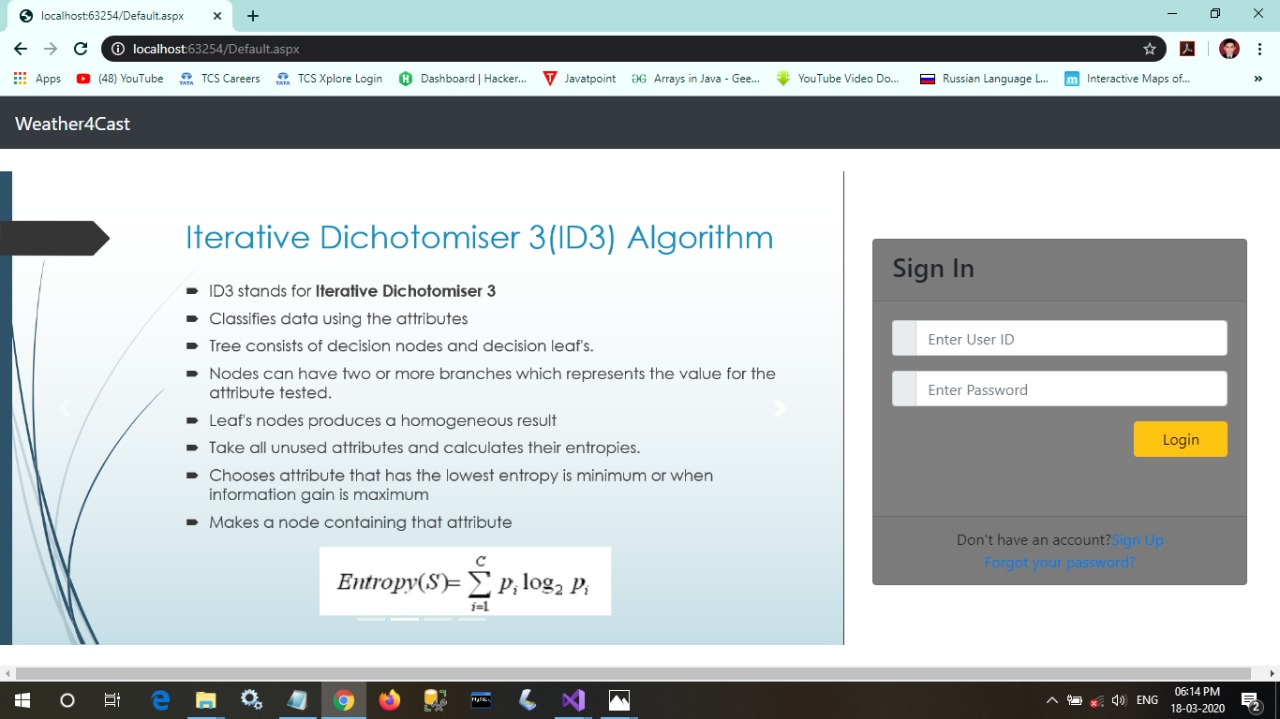 localhost:63254/Default.aspx
localhost:63254/Default.aspx
Apps (48) YouTube TCS Careers TCS Xplore Login Dashboard | Hacker... Javatpoint Arrays in Java - Gee... YouTube Video Do... Russian Language L... Interactive Maps of... »
Weather4Cast
Iterative Dichotomiser 3(ID3) Algorithm
ID3 stands for Iterative Dichotomiser 3
Classifies data using the attributes
Tree consists of decision nodes and decision leaf's.
Nodes can have two or more branches which represents the value for the
attribute tested.
Leaf's nodes produces a homogeneous result
Take all unused attributes and calculates their entropies.
Chooses attribute that has the lowest entropy is minimum or when
information gain is maximum
Makes a node containing that attribute
Entropy(S)= C ∑ i=1 pi log2 pi
Sign In
Enter User ID
Enter Password
Login
Don't have an account?Sign Up
Forgot your password?
ENG
06:14 PM
18-03-2020
2